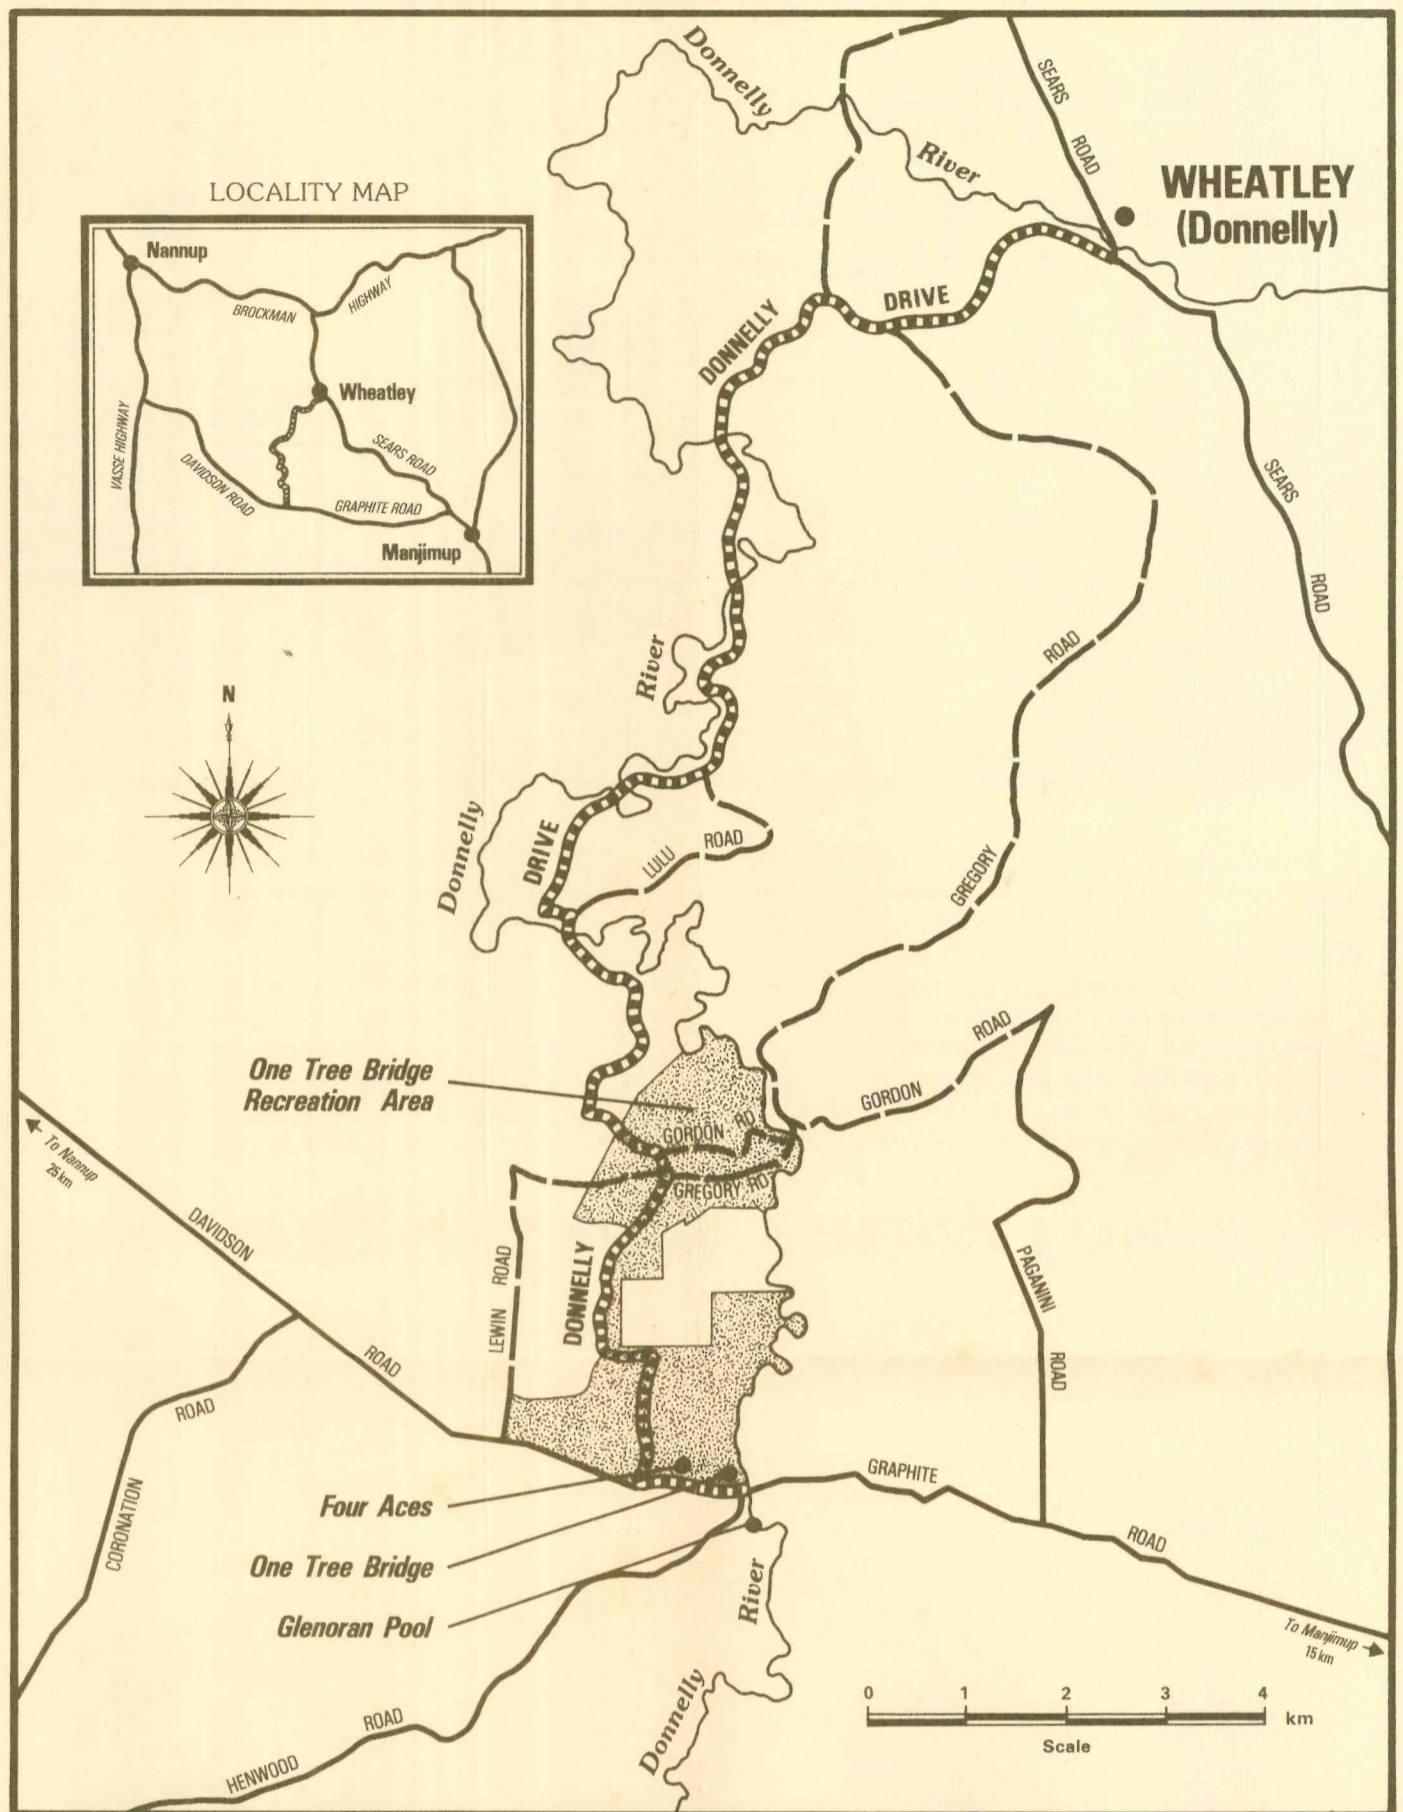 Donnelly
River
SEARS
ROAD
WHEATLEY
(Donnelly)
LOCALITY MAP
Nannup
BROCKMAN
HIGHWAY
Wheatley
VASSE HIGHWAY
DAVIDSON ROAD
SEARS ROAD
GRAPHITE ROAD
Manjimup
DONNELLY
DRIVE
SEARS
ROAD
River
ROAD
N
Donnelly
DRIVE
LULU
ROAD
GREGORY
One Tree Bridge
Recreation Area
ROAD
GORDON
GORDON RD
GREGORY RD
To Nannup
25 km
DAVIDSON
ROAD
LEWIN ROAD
DONNELLY
PAGANINI
ROAD
ROAD
CORONATION
GRAPHITE
ROAD
Four Aces
One Tree Bridge
Glenoran Pool
River
To Manjimup
15 km
Donnelly
ROAD
HENWOOD
0 1 2 3 4
km
Scale